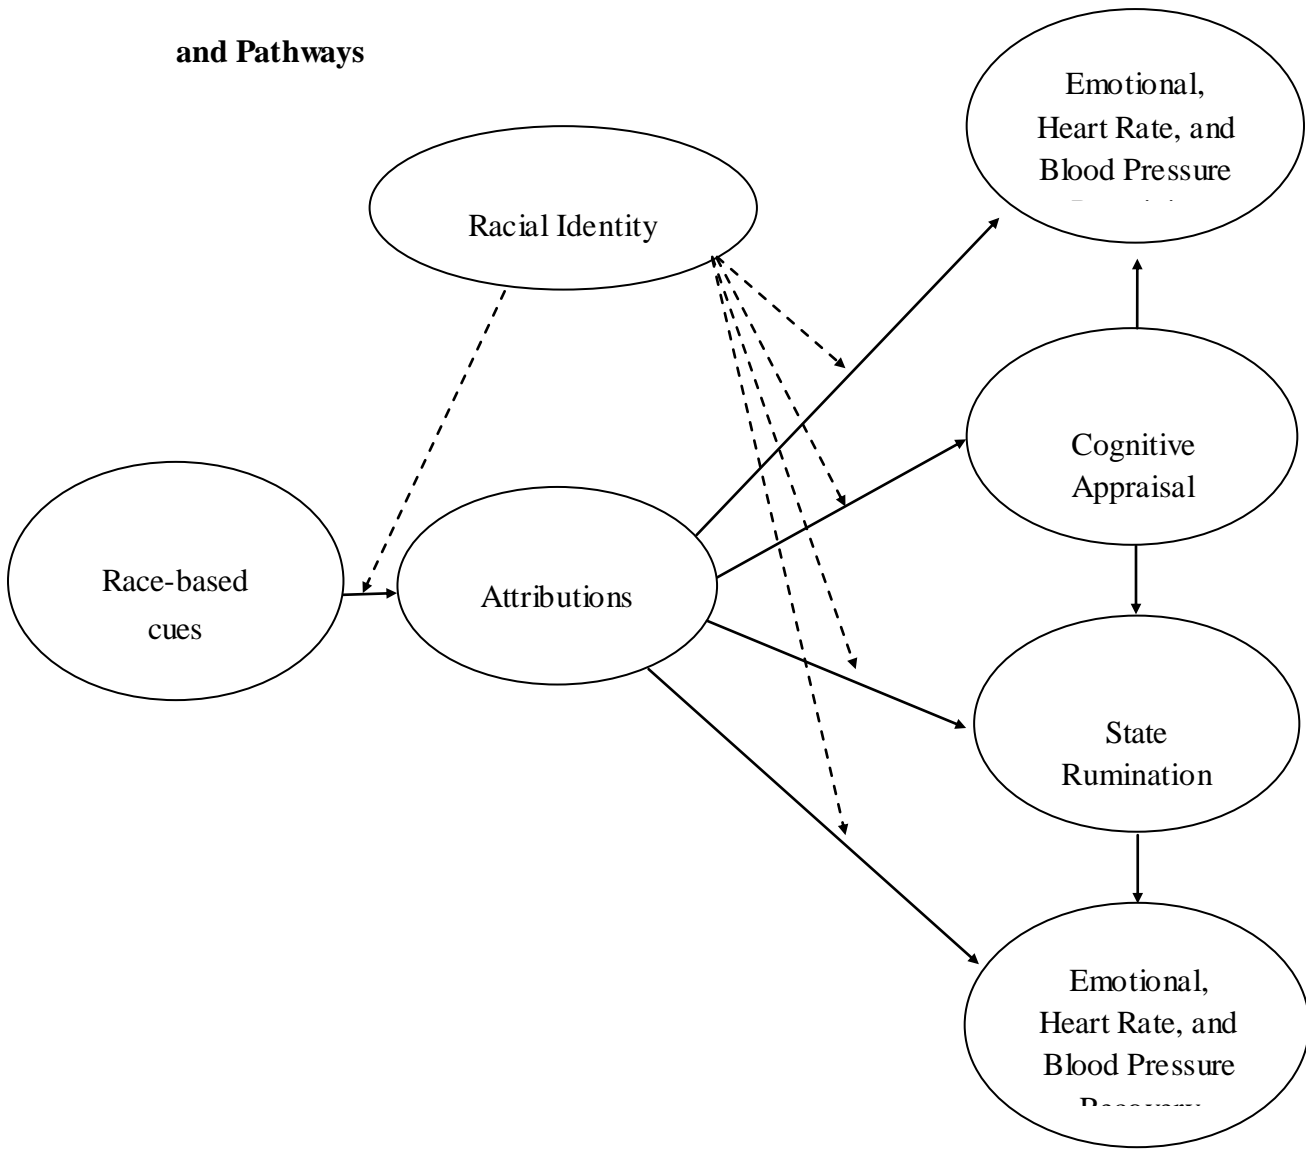 and Pathways
Emotional,
Heart Rate, and
Blood Pressure
Racial Identity
Cognitive
Appraisal
Race-based
cues
Attributions
State
Rumination
Emotional,
Heart Rate, and
Blood Pressure
Recovery